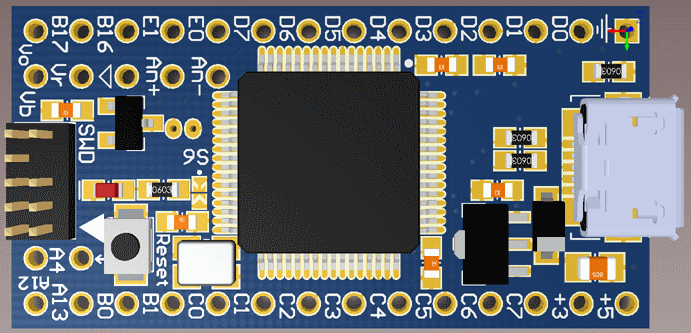 B17 B16 E1 E0 D7 D6 D5 D4 D3 D2 D1 D0
Vo Vr An+ An-
Vb
0603
SWD
0603
0603
S6
0603
Reset
A4
805
A12 A13 B0 B1 C0 C1 C2 C3 C4 C5 C6 C7 +3 +5